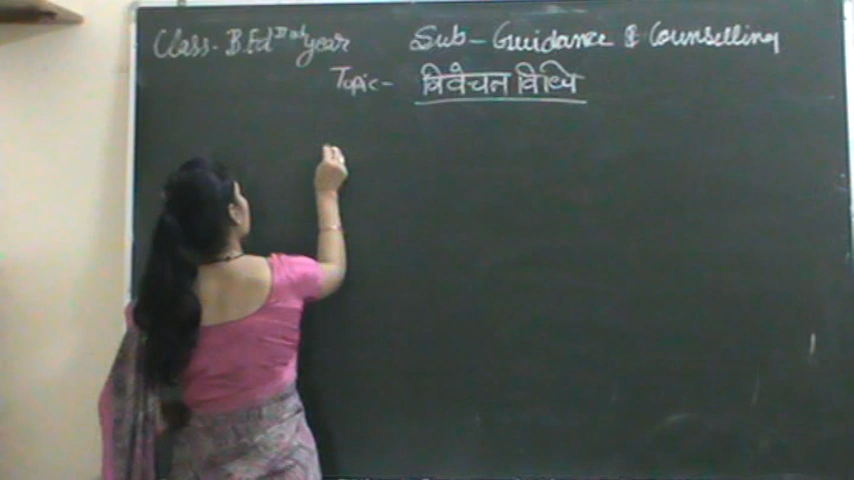 Class. B.Ed IInd year Sub - Guidance & Counselling
Topic - विवेचन विधि